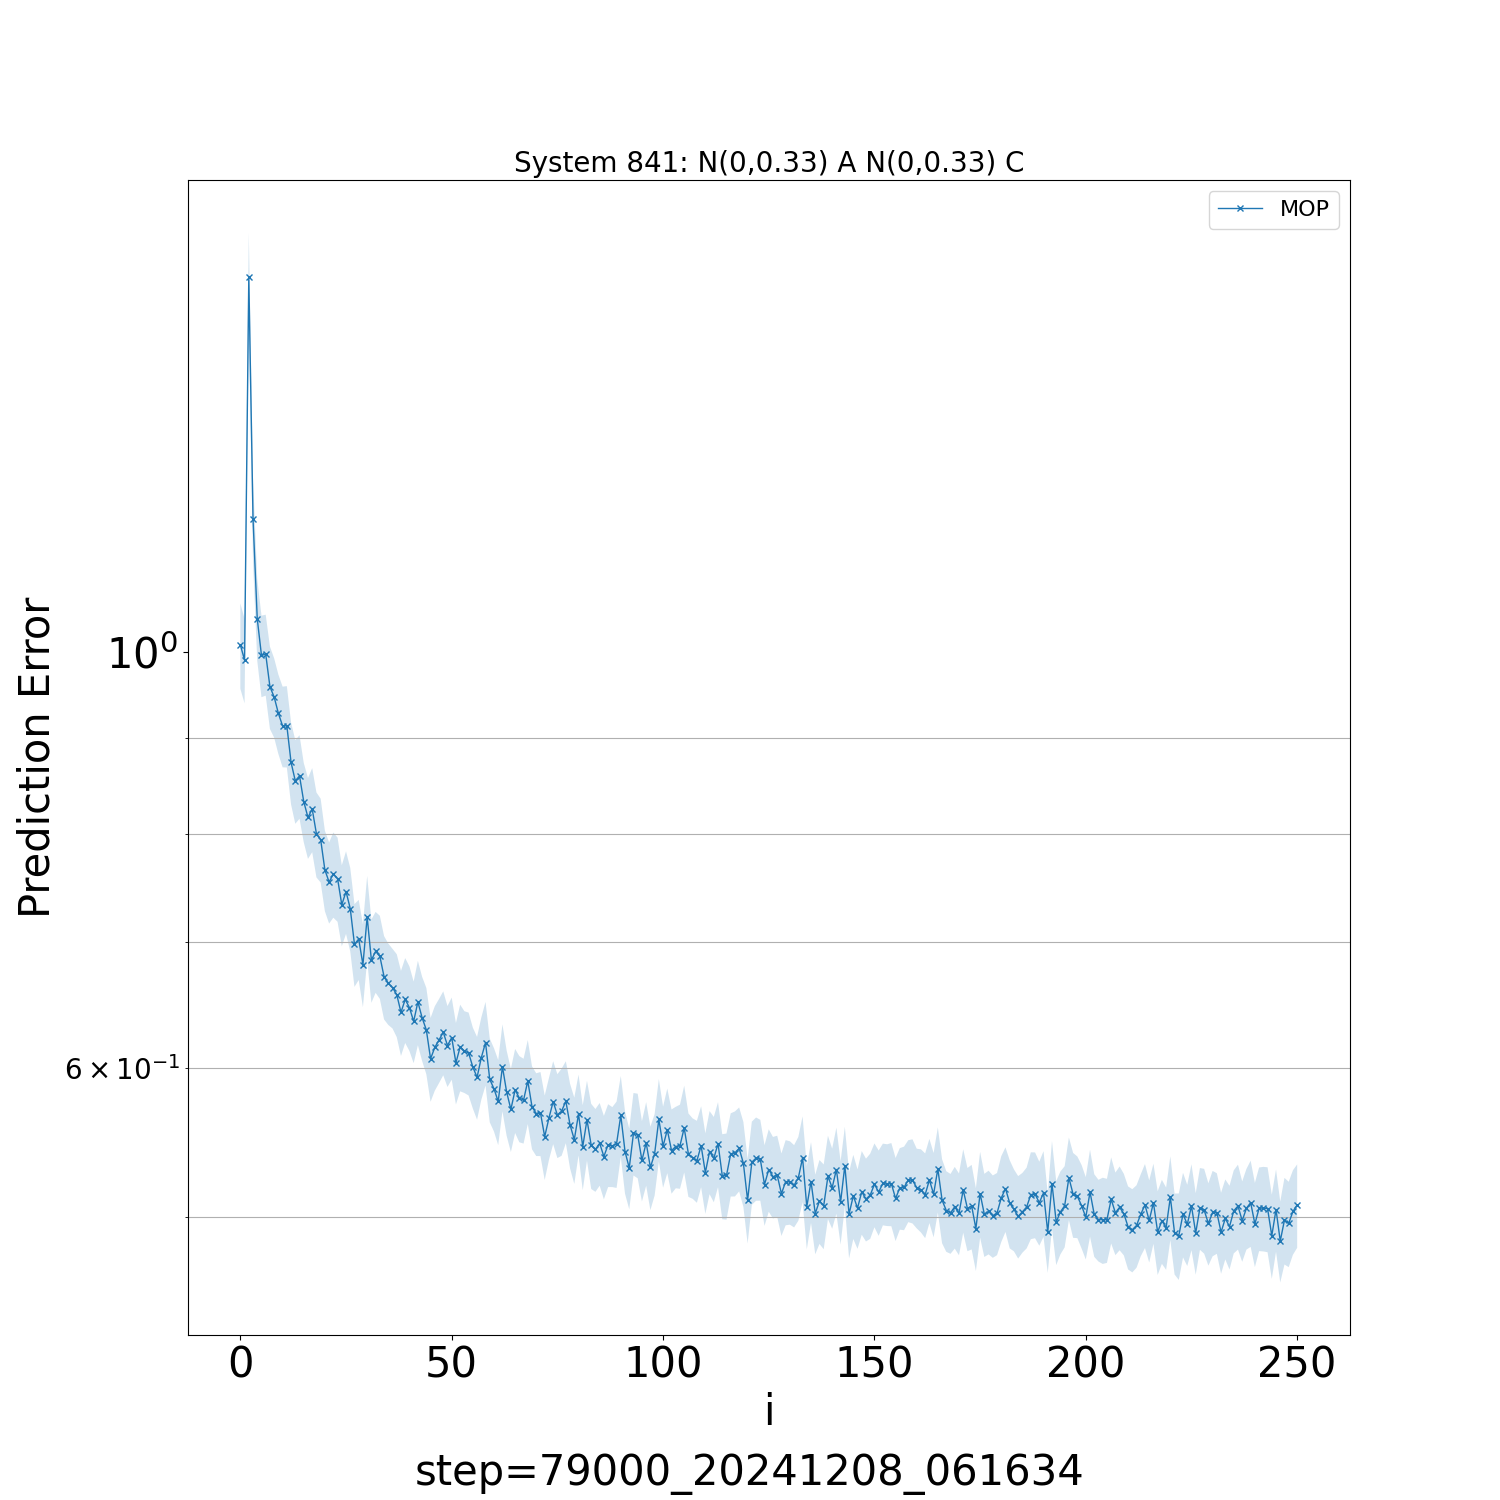 System 841: N(0,0.33) A N(0,0.33) C
MOP
Prediction Error
10⁰
6 × 10⁻¹
0 50 100 150 200 250
i
step=79000_20241208_061634